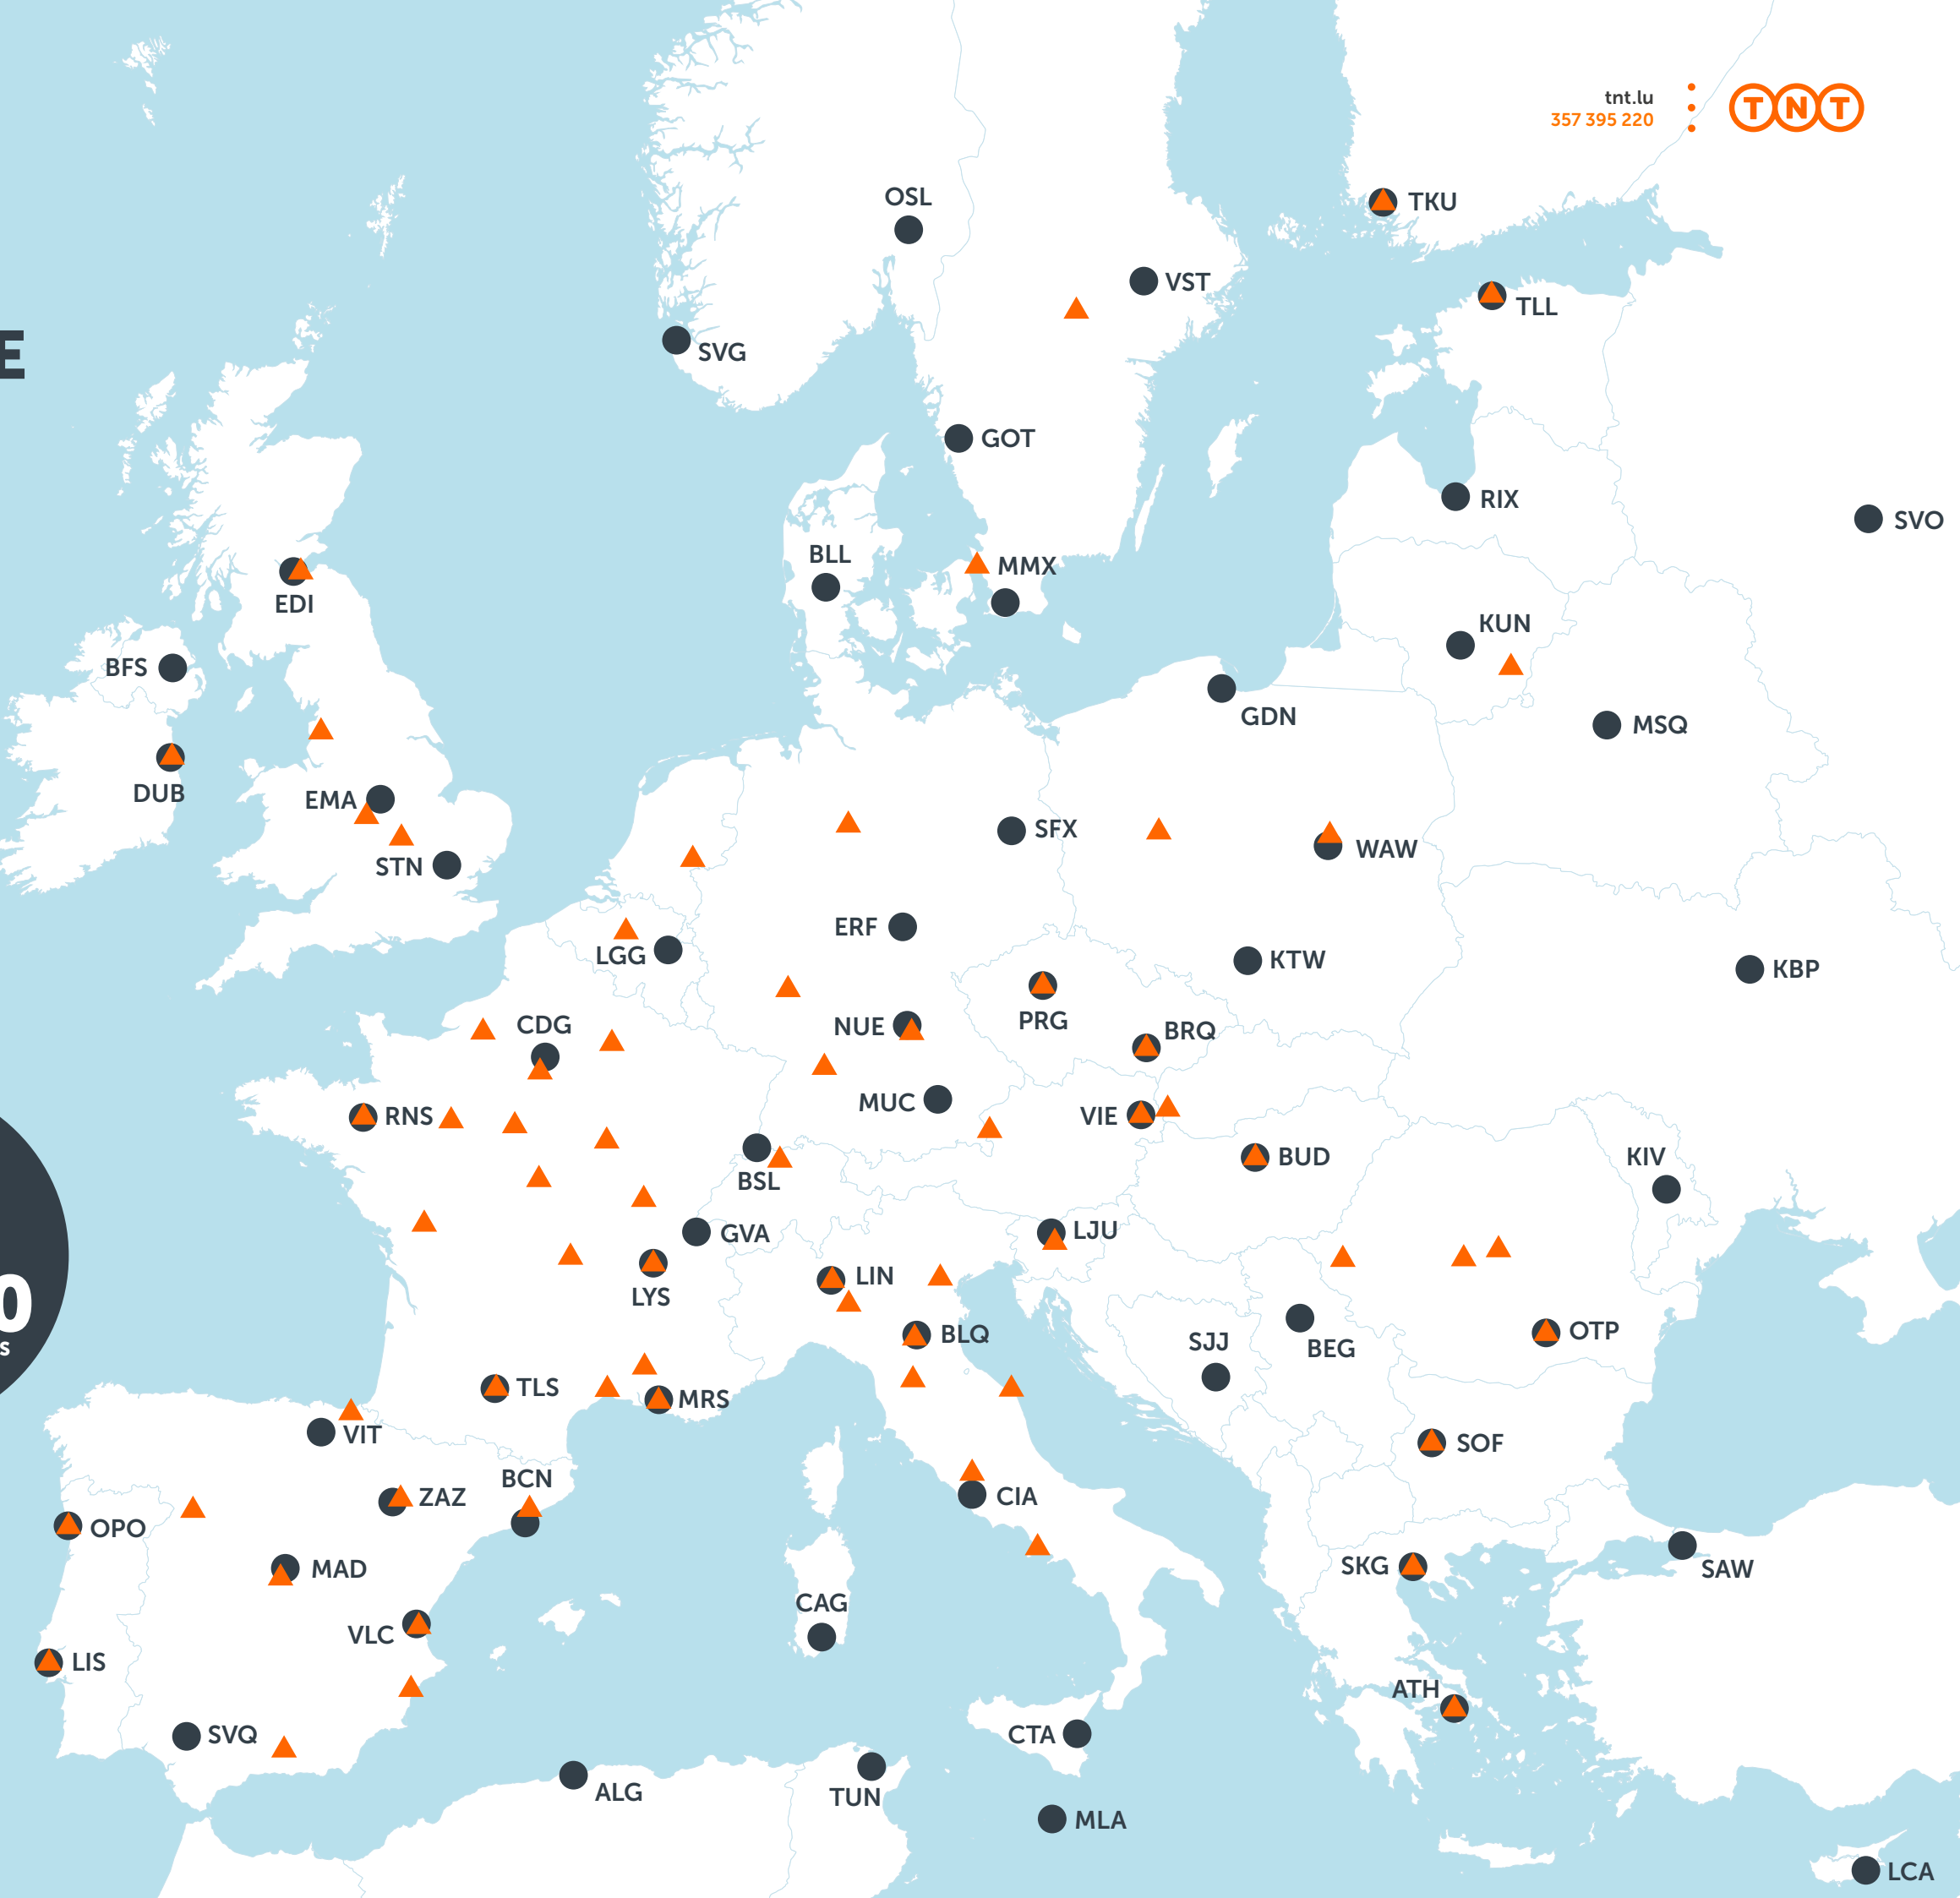 tnt.lu
357 395 220
TNT
OSL
TKU
VST
TLL
E
SVG
GOT
RIX
SVO
BLL
MMX
EDI
KUN
BFS
GDN
MSQ
DUB
EMA
SFX
WAW
STN
ERF
LGG
KTW
KBP
CDG
NUE
PRG
BRQ
MUC
RNS
VIE
BUD
KIV
BSL
GVA
LJU
LIN
LYS
0
s
BLQ
SJJ
BEG
OTP
TLS
MRS
VIT
SOF
BCN
ZAZ
CIA
OPO
MAD
SKG
SAW
CAG
VLC
LIS
ATH
SVQ
CTA
ALG
TUN
MLA
LCA